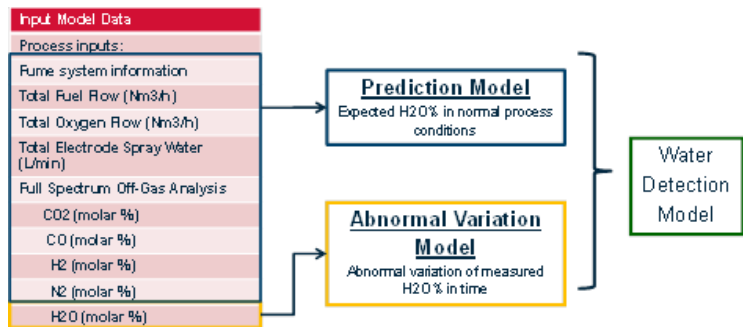 Input Model Data
Process inputs:
Fume system information
Total Fuel Flow (Nm3/h)
Total Oxygen Flow (Nm3/h)
Total Electrode Spray Water
(L/min)
Full Spectrum Off-Gas Analysis
CO2 (molar %)
CO (molar %)
H2 (molar %)
N2 (molar %)
H2O (molar %)
Prediction Model
Expected H2O% in normal process
conditions
Abnormal Variation
Model
Abnormal variation of measured
H2O% in time
Water
Detection
Model